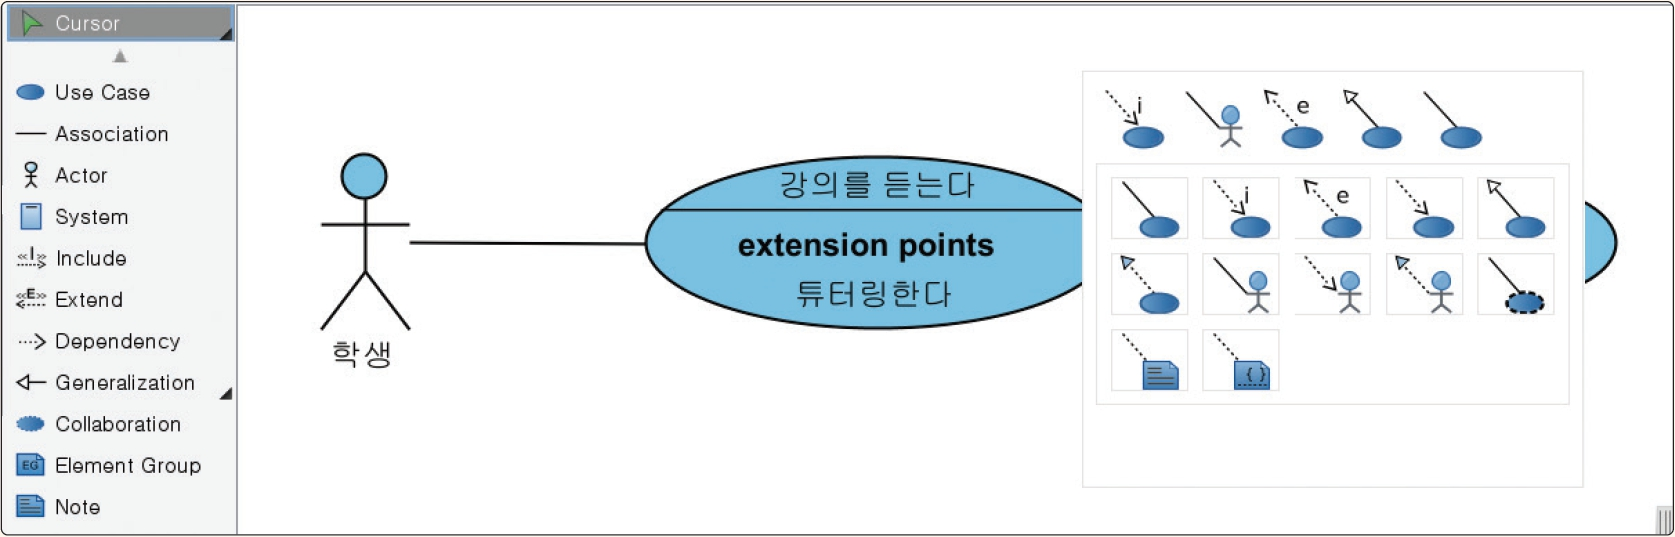 Cursor
Use Case
Association
Actor
System
«I» Include
«E» Extend
Dependency
Generalization
Collaboration
EG Element Group
Note
학생
강의를 듣는다
extension points
튜터링한다
i
e
i
e
{}